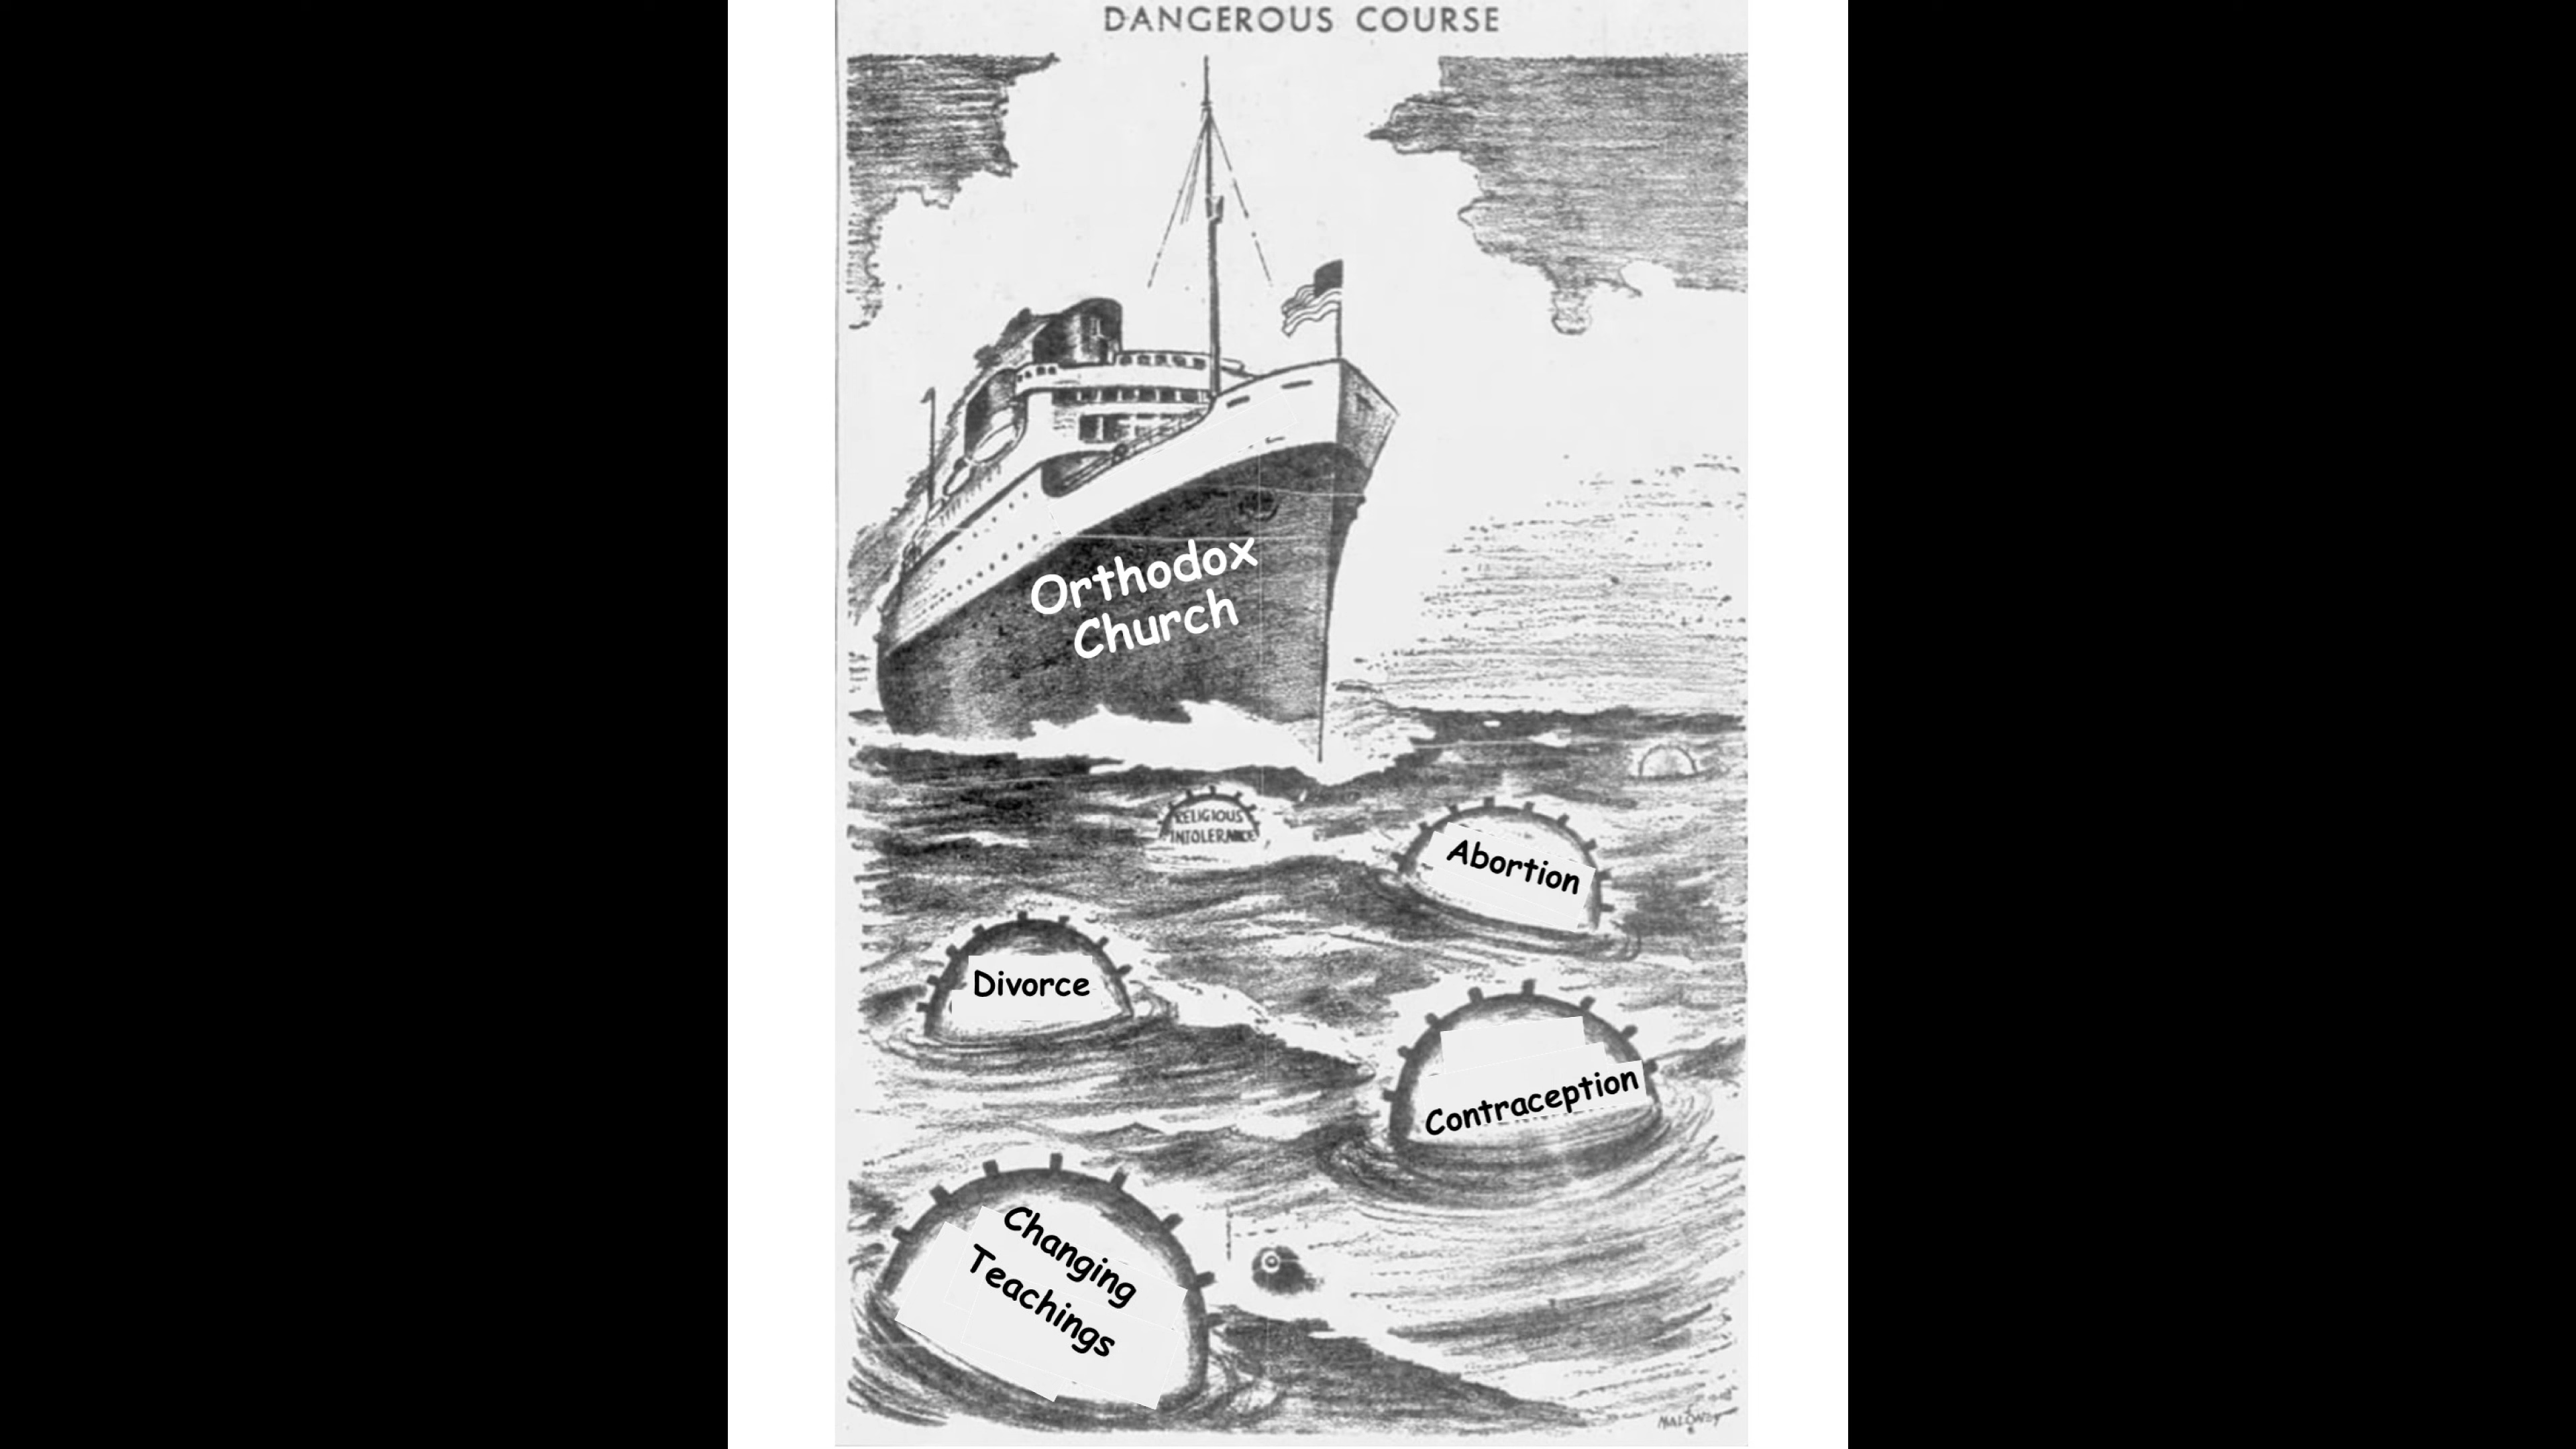 DANGEROUS COURSE
Orthodox
Church
RELIGIOUS
INTOLERANCE
Abortion
Divorce
Contraception
Changing
Teachings
MALONEY